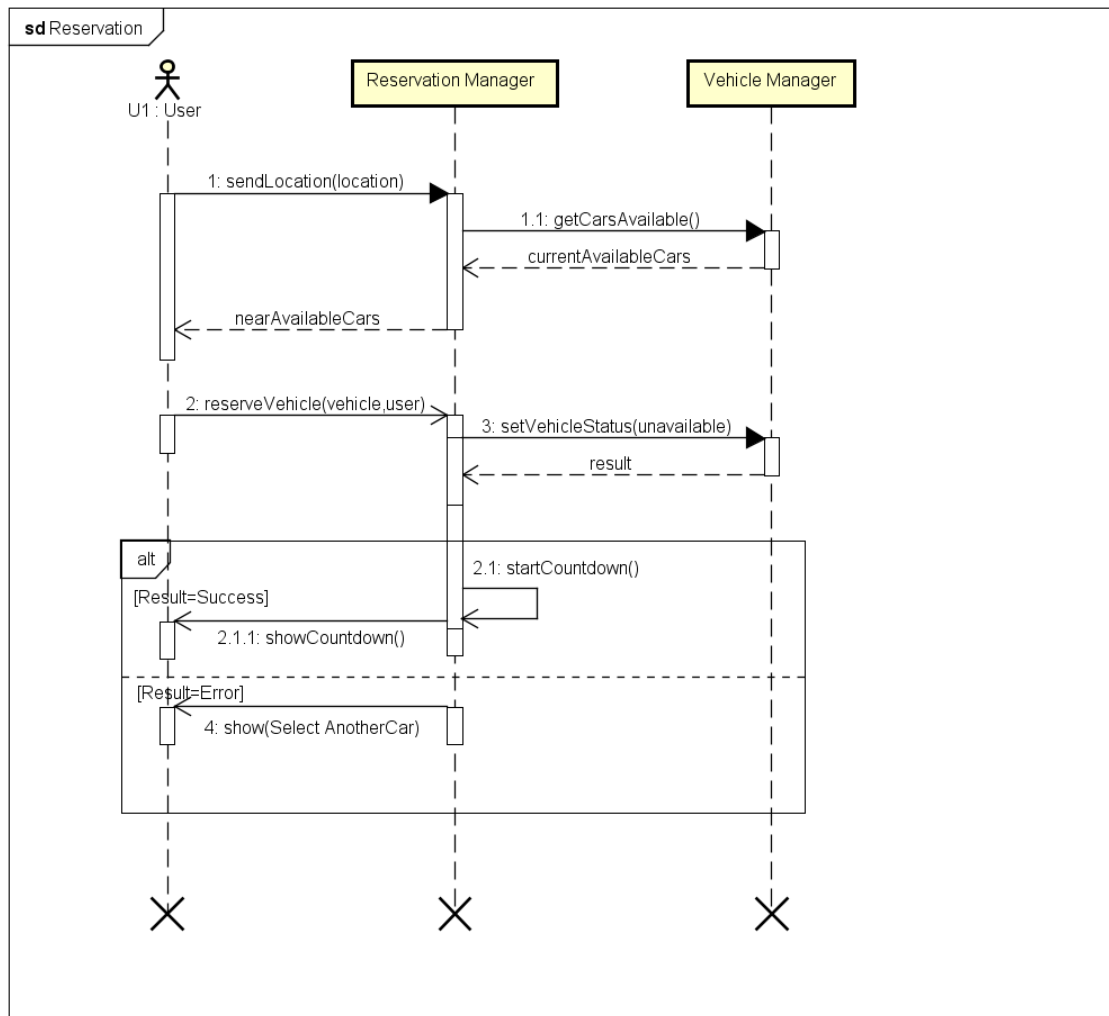 sd Reservation
U1 : User
Reservation Manager
Vehicle Manager
1: sendLocation(location)
1.1: getCarsAvailable()
currentAvailableCars
nearAvailableCars
2: reserveVehicle(vehicle,user)
3: setVehicleStatus(unavailable)
result
alt
2.1: startCountdown()
[Result=Success]
2.1.1: showCountdown()
[Result=Error]
4: show(Select AnotherCar)